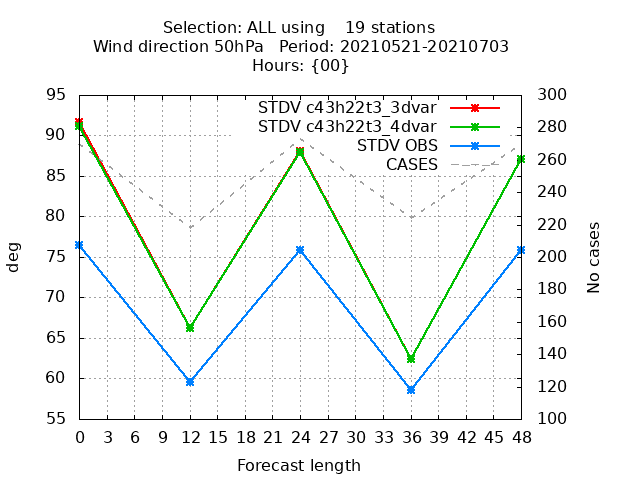 Selection: ALL using    19 stations
Wind direction 50hPa   Period: 20210521-20210703
Hours: {00}
95 300
STDV c43h22t3_3dvar
STDV c43h22t3_4dvar
STDV OBS
CASES
90 280
85 260
240
80 220
75 200
70 180
65 160
140
60 120
55 100
deg
No cases
0 3 6 9 12 15 18 21 24 27 30 33 36 39 42 45 48
Forecast length